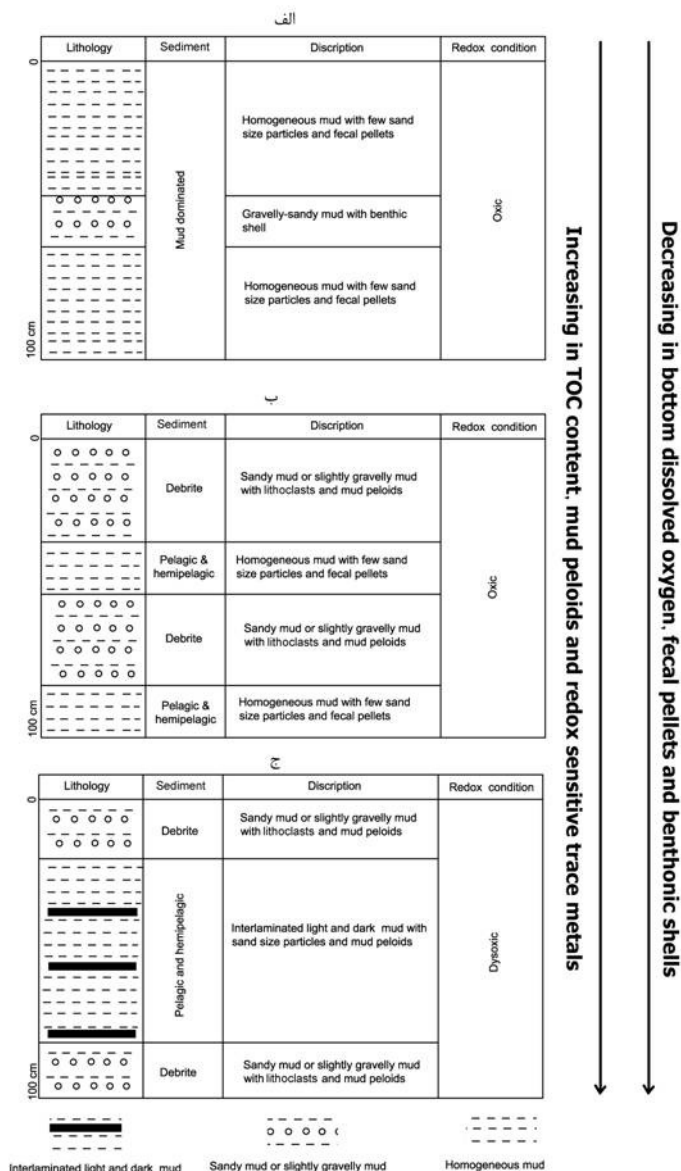 الف
Lithology Sediment Discription Redox condition
0
Homogeneous mud with few sand
size particles and fecal pellets
Gravelly-sandy mud with benthic
shell
Homogeneous mud with few sand
size particles and fecal pellets
Mud dominated
Oxic
100 cm
ب
Lithology Sediment Discription Redox condition
0
Debrite
Sandy mud or slightly gravelly mud
with lithoclasts and mud peloids
Pelagic &
hemipelagic
Homogeneous mud with few sand
size particles and fecal pellets
Debrite
Sandy mud or slightly gravelly mud
with lithoclasts and mud peloids
Pelagic &
hemipelagic
Homogeneous mud with few sand
size particles and fecal pellets
Oxic
100 cm
ج
Lithology Sediment Discription Redox condition
0
Debrite
Sandy mud or slightly gravelly mud
with lithoclasts and mud peloids
Pelagic and hemipelagic
Interlaminated light and dark mud with
sand size particles and mud peloids
Debrite
Sandy mud or slightly gravelly mud
with lithoclasts and mud peloids
Dysoxic
100 cm
Increasing in TOC content, mud peloids and redox sensitive trace metals
Decreasing in bottom dissolved oxygen, fecal pellets and benthonic shells
Interlaminated light and dark mud
Sandy mud or slightly gravelly mud
Homogeneous mud